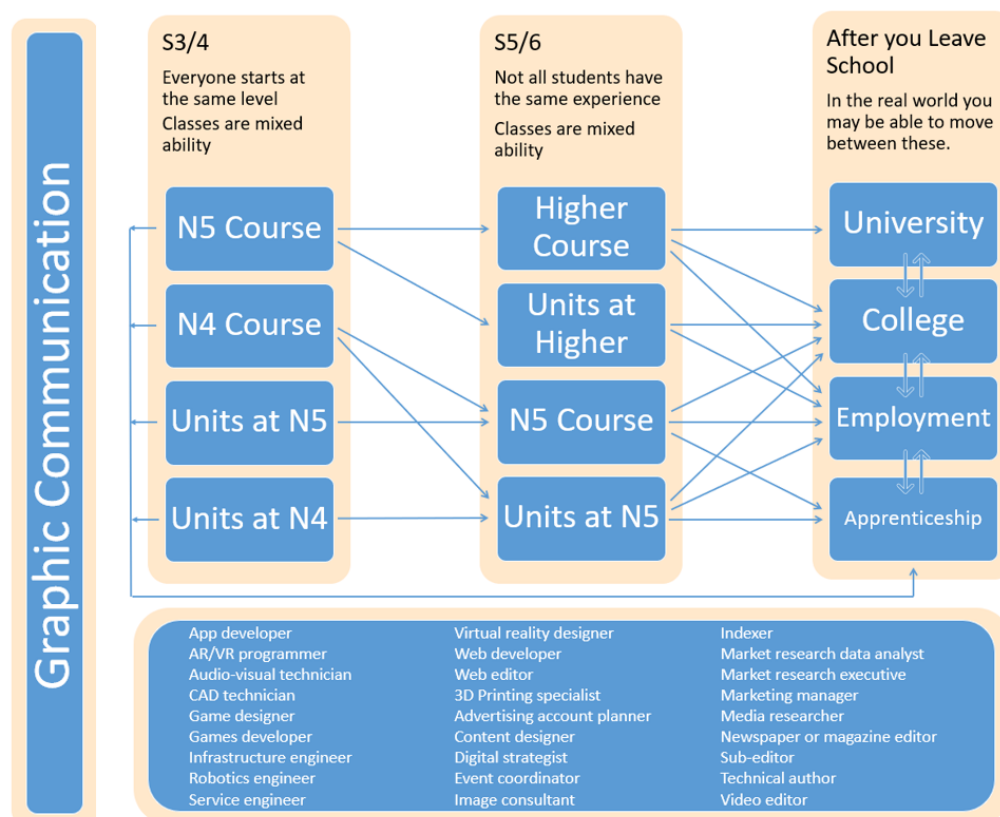 Graphic Communication
S3/4
Everyone starts at
the same level
Classes are mixed
ability
N5 Course
N4 Course
Units at N5
Units at N4
S5/6
Not all students have
the same experience
Classes are mixed
ability
Higher
Course
Units at
Higher
N5 Course
Units at N5
After you Leave
School
In the real world you
may be able to move
between these.
University
College
Employment
Apprenticeship
App developer
AR/VR programmer
Audio-visual technician
CAD technician
Game designer
Games developer
Infrastructure engineer
Robotics engineer
Service engineer
Virtual reality designer
Web developer
Web editor
3D Printing specialist
Advertising account planner
Content designer
Digital strategist
Event coordinator
Image consultant
Indexer
Market research data analyst
Market research executive
Marketing manager
Media researcher
Newspaper or magazine editor
Sub-editor
Technical author
Video editor